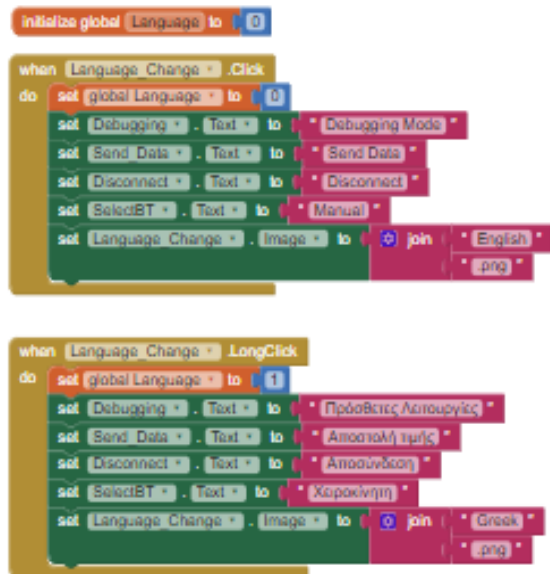 initialize global Language to 0
when Language_Change .Click
do set global Language to 0
set Debugging . Text to " Debugging Mode "
set Send_Data . Text to " Send Data "
set Disconnect . Text to " Disconnect "
set SelectBT . Text to " Manual "
set Language_Change . Image to join " English "
" .png "
when Language_Change .LongClick
do set global Language to 1
set Debugging . Text to " Πρόσθετες Λειτουργίες "
set Send_Data . Text to " Αποστολή τιμής "
set Disconnect . Text to " Αποσύνδεση "
set SelectBT . Text to " Χειροκίνητη "
set Language_Change . Image to join " Greek "
" .png "